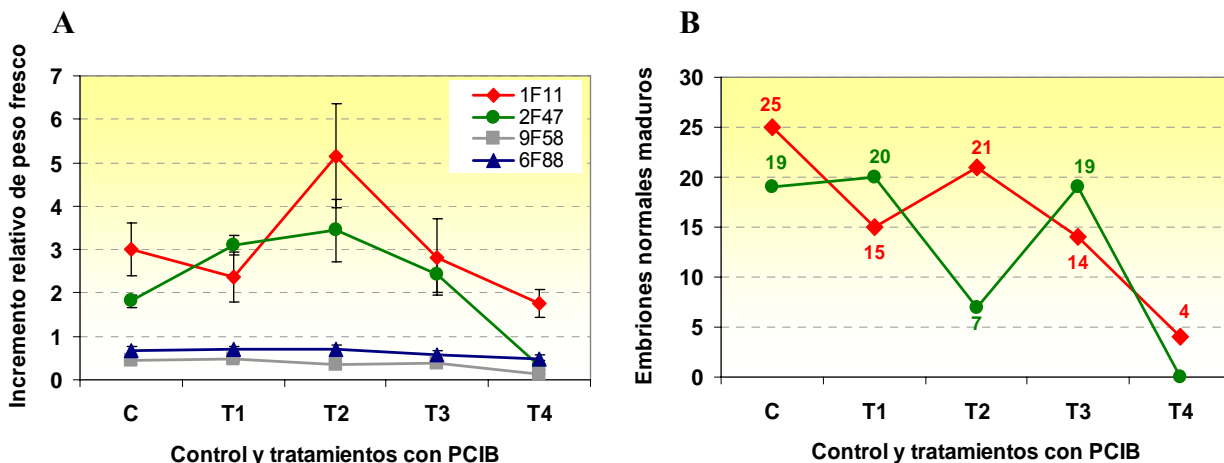 A
Incremento relativo de peso fresco
7
6
5
4
3
2
1
0
1F11
2F47
9F58
6F88
C T1 T2 T3 T4
Control y tratamientos con PCIB
B
Embriones normales maduros
30
25
20
15
10
5
0
25
19
20
15
21
7
19
14
4
C T1 T2 T3 T4
Control y tratamientos con PCIB